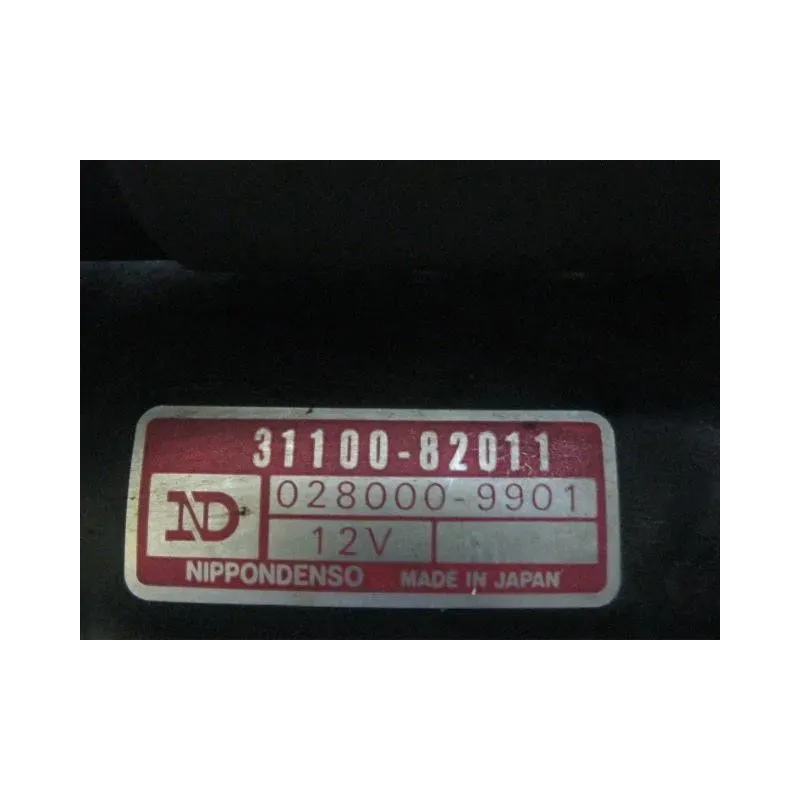 31100-82011
ND
028000-9901
12V
NIPPONDENSO MADE IN JAPAN